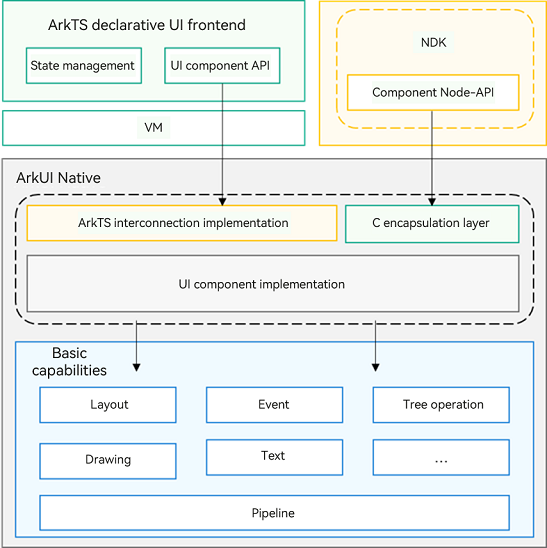 ArkTS declarative UI frontend
State management
UI component API
VM
NDK
Component Node-API
ArkUI Native
ArkTS interconnection implementation
C encapsulation layer
UI component implementation
Basic
capabilities
Layout
Event
Tree operation
Drawing
Text
...
Pipeline